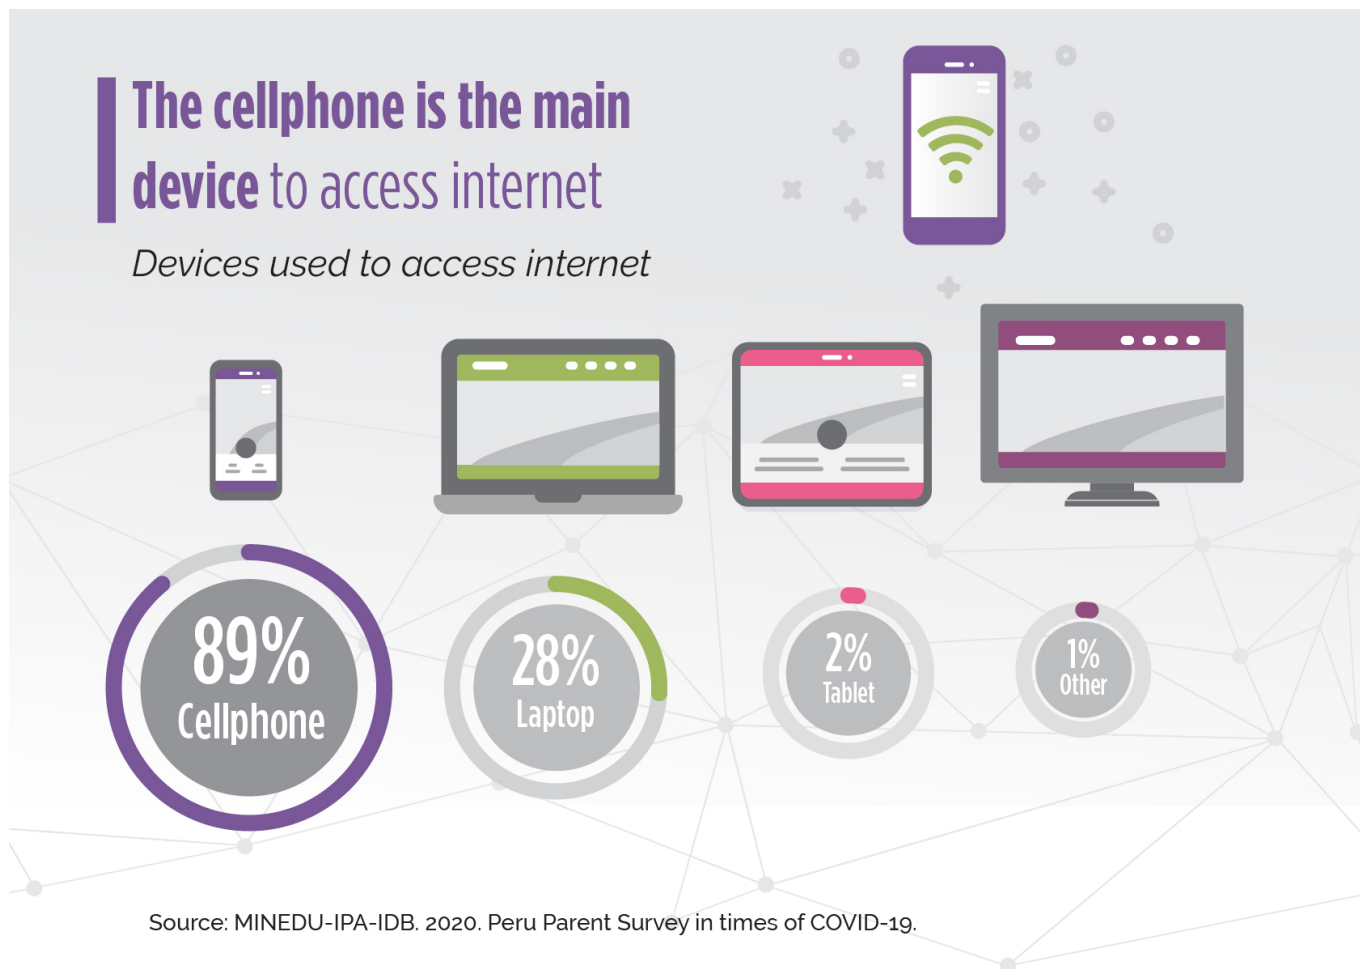 The cellphone is the main
device to access internet
Devices used to access internet
89%
Cellphone
28%
Laptop
2%
Tablet
1%
Other
Source: MINEDU-IPA-IDB. 2020. Peru Parent Survey in times of COVID-19.